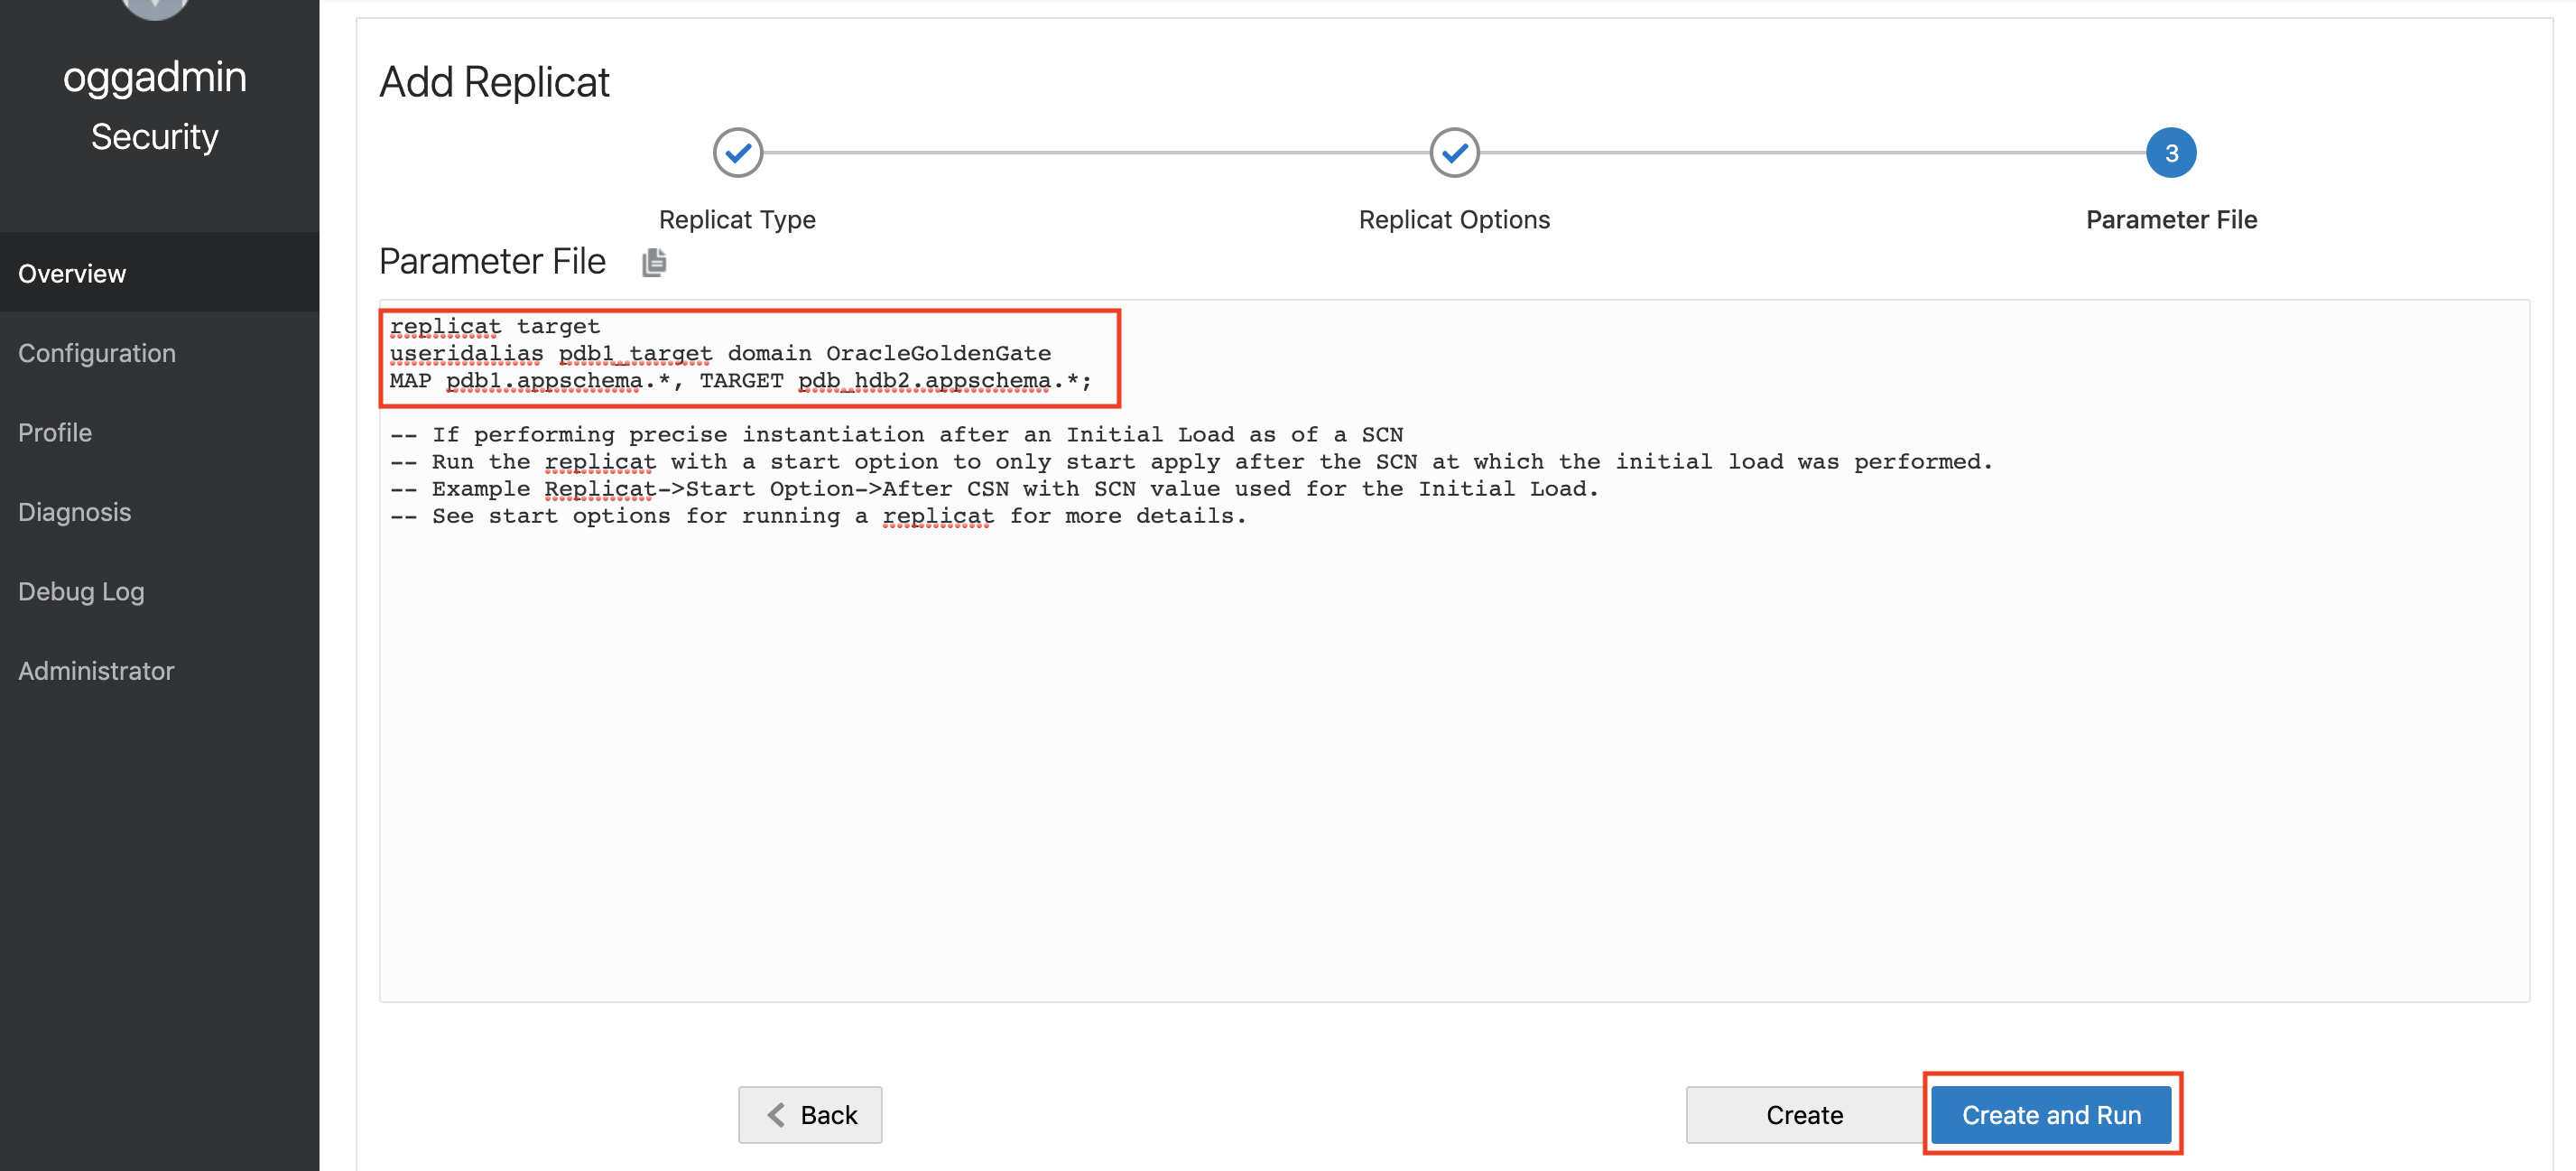 oggadmin
Security
Overview
Configuration
Profile
Diagnosis
Debug Log
Administrator
Add Replicat
3
Replicat Type
Replicat Options
Parameter File
Parameter File
replicat target
useridalias pdb1_target domain OracleGoldenGate
MAP pdb1.appschema.*, TARGET pdb_hdb2.appschema.*;
-- If performing precise instantiation after an Initial Load as of a SCN
-- Run the replicat with a start option to only start apply after the SCN at which the initial load was performed.
-- Example Replicat->Start Option->After CSN with SCN value used for the Initial Load.
-- See start options for running a replicat for more details.
Back
Create
Create and Run